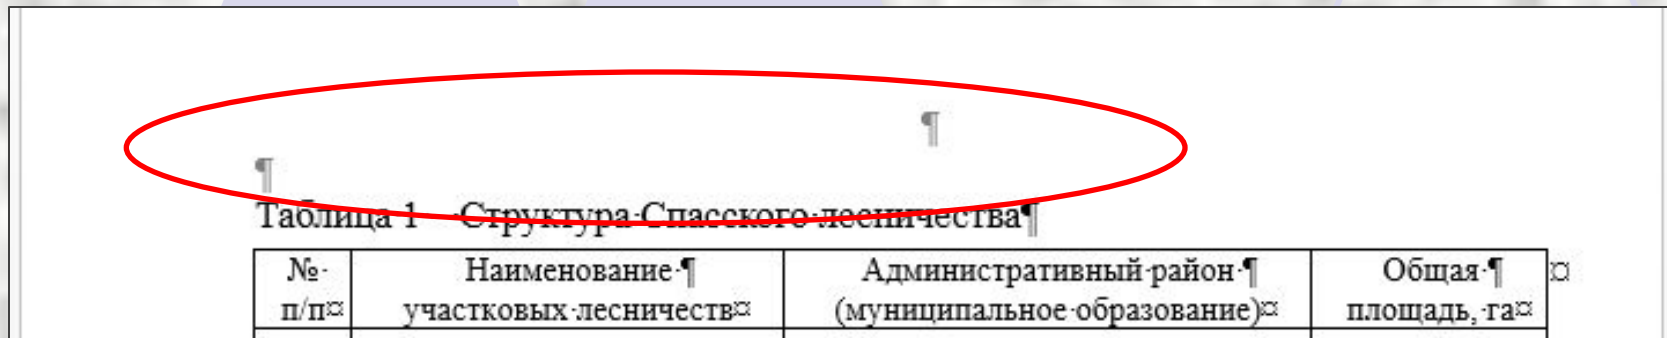 ¶
¶
Таблица 1 – Структура·Спасского·лесничества¶
№· Наименование·¶ Административный·район·¶ Общая·¶ ¤
п/п¤ участковых·лесничеств¤ (муниципальное·образование)¤ площадь,·га¤